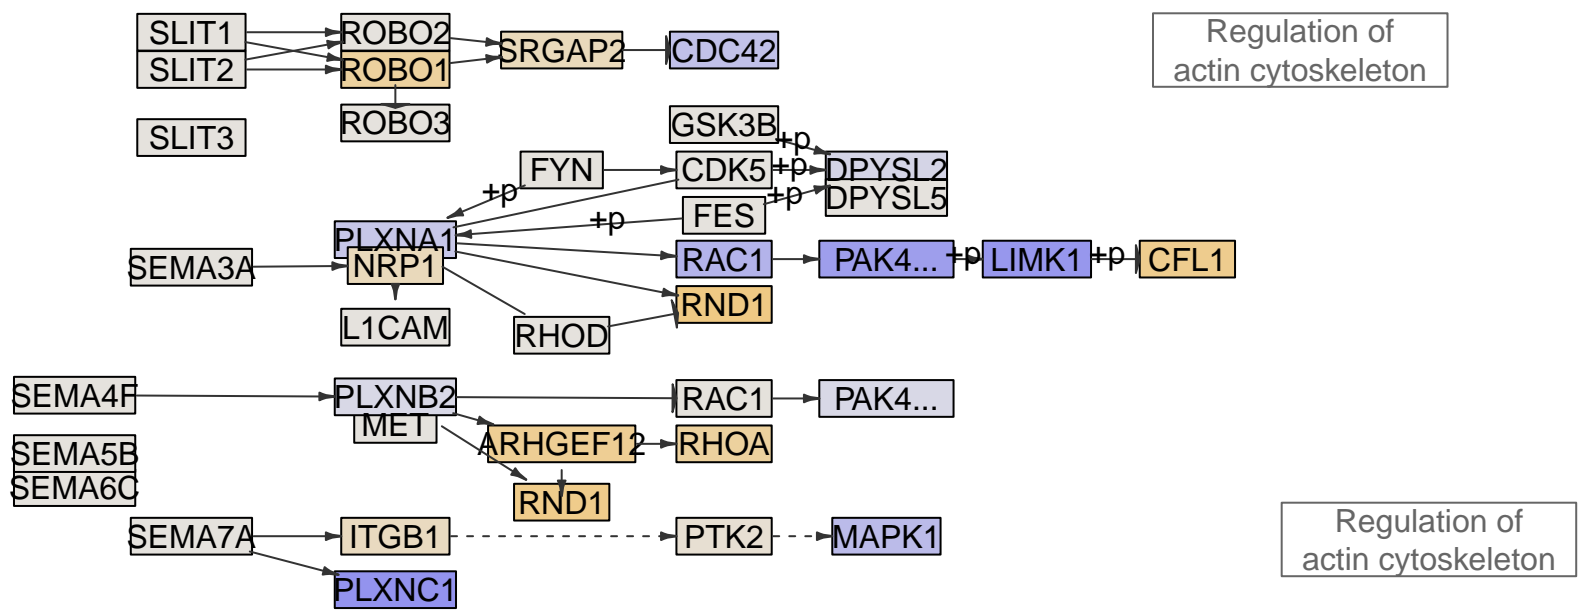 SLIT1
ROBO2
SRGAP2
CDC42
Regulation of
actin cytoskeleton
SLIT2
ROBO1
SLIT3
ROBO3
GSK3B
+p
FYN
CDK5
+p
DPYSL2
+p
FES
+p
DPYSL5
PLXNA1
+p
SEMA3A
NRP1
RAC1
PAK4...
+p
LIMK1
+p
CFL1
RND1
L1CAM
RHOD
SEMA4F
PLXNB2
RAC1
PAK4...
MET
ARHGEF12
RHOA
SEMA5B
SEMA6C
RND1
SEMA7A
ITGB1
PTK2
MAPK1
Regulation of
actin cytoskeleton
PLXNC1